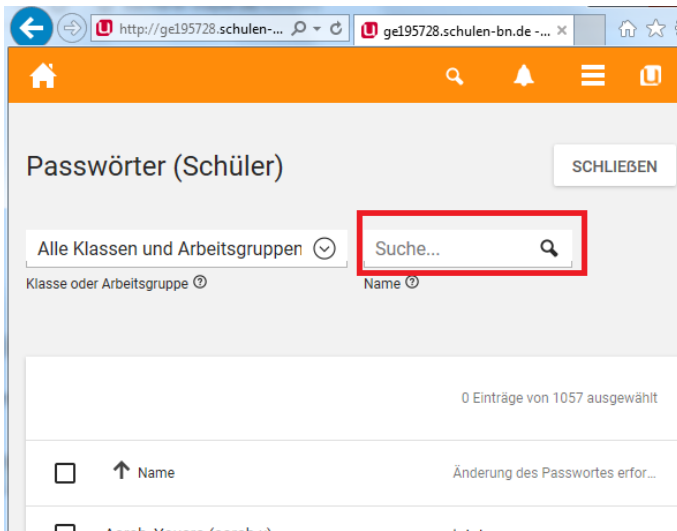 http://ge195728.schulen-...
ge195728.schulen-bn.de -...
Passwörter (Schüler)
SCHLIEßEN
Alle Klassen und Arbeitsgruppen
Suche...
Klasse oder Arbeitsgruppe
Name
0 Einträge von 1057 ausgewählt
Name
Änderung des Passwortes erfor...